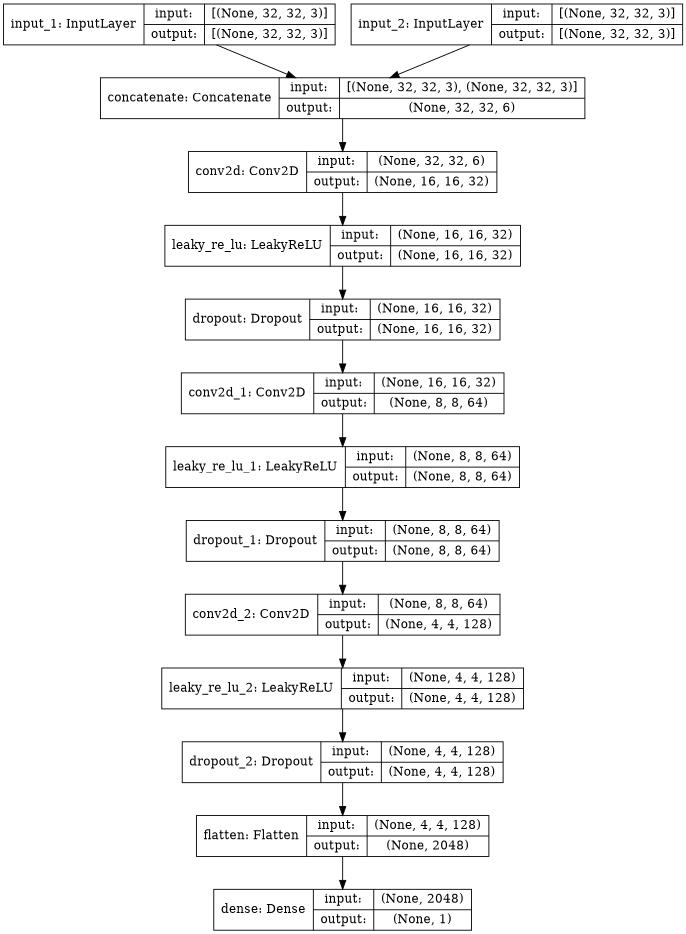 input_1: InputLayer
input:
[(None, 32, 32, 3)]
output:
[(None, 32, 32, 3)]
input_2: InputLayer
input:
[(None, 32, 32, 3)]
output:
[(None, 32, 32, 3)]
concatenate: Concatenate
input:
[(None, 32, 32, 3), (None, 32, 32, 3)]
output:
(None, 32, 32, 6)
conv2d: Conv2D
input:
(None, 32, 32, 6)
output:
(None, 16, 16, 32)
leaky_re_lu: LeakyReLU
input:
(None, 16, 16, 32)
output:
(None, 16, 16, 32)
dropout: Dropout
input:
(None, 16, 16, 32)
output:
(None, 16, 16, 32)
conv2d_1: Conv2D
input:
(None, 16, 16, 32)
output:
(None, 8, 8, 64)
leaky_re_lu_1: LeakyReLU
input:
(None, 8, 8, 64)
output:
(None, 8, 8, 64)
dropout_1: Dropout
input:
(None, 8, 8, 64)
output:
(None, 8, 8, 64)
conv2d_2: Conv2D
input:
(None, 8, 8, 64)
output:
(None, 4, 4, 128)
leaky_re_lu_2: LeakyReLU
input:
(None, 4, 4, 128)
output:
(None, 4, 4, 128)
dropout_2: Dropout
input:
(None, 4, 4, 128)
output:
(None, 4, 4, 128)
flatten: Flatten
input:
(None, 4, 4, 128)
output:
(None, 2048)
dense: Dense
input:
(None, 2048)
output:
(None, 1)